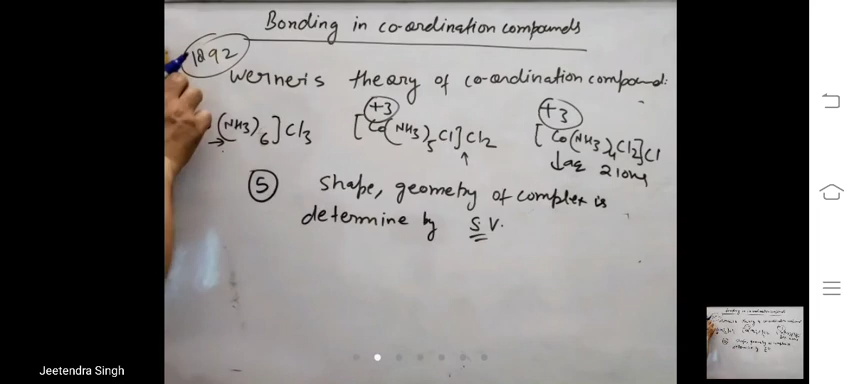 Bonding in co-ordination compounds
1892
Werner's theory of co-ordination compound:
+3
+3
(NH3)6]Cl3 [Co(NH3)5Cl]Cl2 [Co(NH3)4Cl2]Cl
↓aq 2 ions
5 Shape, geometry of complex is
determine by S V.
Jeetendra Singh